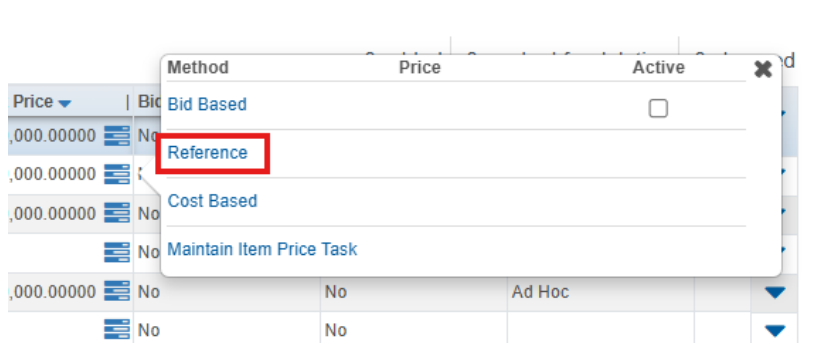 Method Price Active
Price Bid
Bid Based
,000.00000 No
Reference
,000.00000
Cost Based
,000.00000 No
No
Maintain Item Price Task
,000.00000 No No Ad Hoc
No No